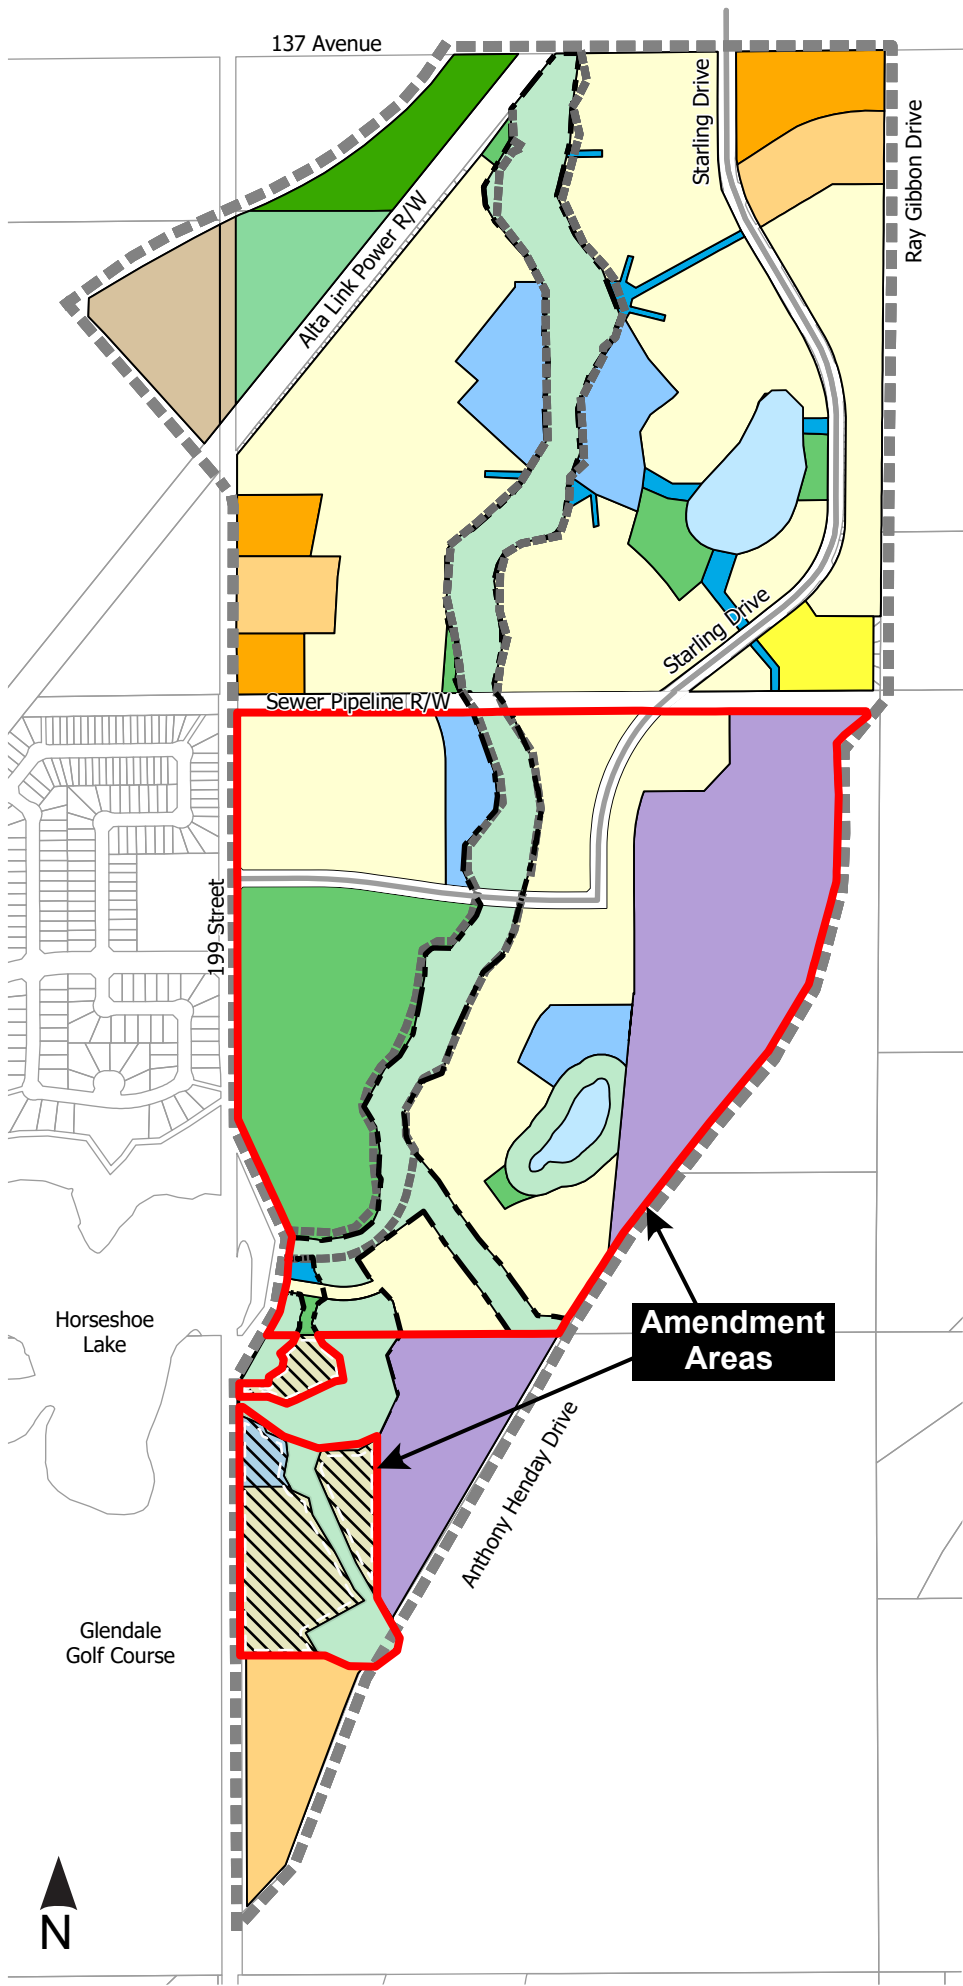 137 Avenue
Starling Drive
Ray Gibbon Drive
Alta Link Power R/W
Starling Drive
Sewer Pipeline R/W
199 Street
Horseshoe
Lake
Amendment
Areas
Anthony Henday Drive
Glendale
Golf Course
N